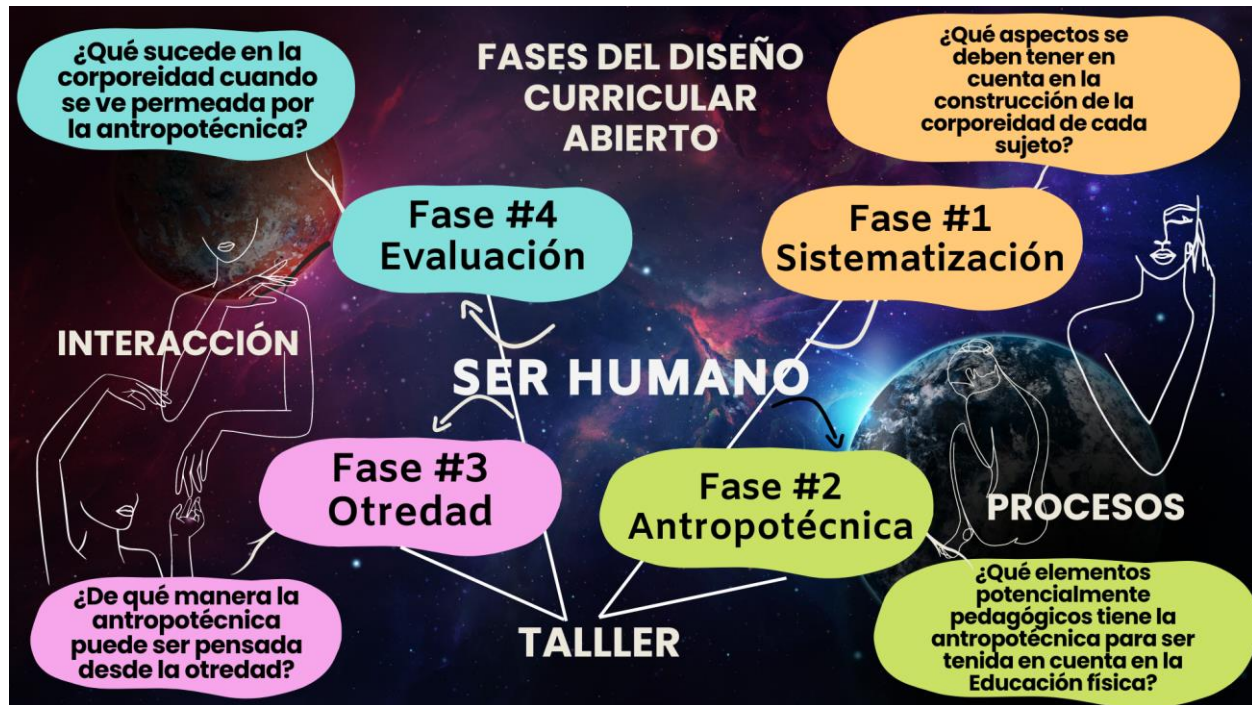 FASES DEL DISEÑO
CURRICULAR
ABIERTO
¿Qué sucede en la
corporeidad cuando
se ve permeada por
la antropotécnica?
¿Qué aspectos se
deben tener en
cuenta en la
construcción de la
corporeidad de cada
sujeto?
Fase #4
Evaluación
Fase #1
Sistematización
INTERACCIÓN
SER HUMANO
Fase #3
Otredad
Fase #2
Antropotécnica
PROCESOS
¿De qué manera la
antropotécnica
puede ser pensada
desde la otredad?
TALLLER
¿Qué elementos
potencialmente
pedagógicos tiene la
antropotécnica para ser
tenida en cuenta en la
Educación física?